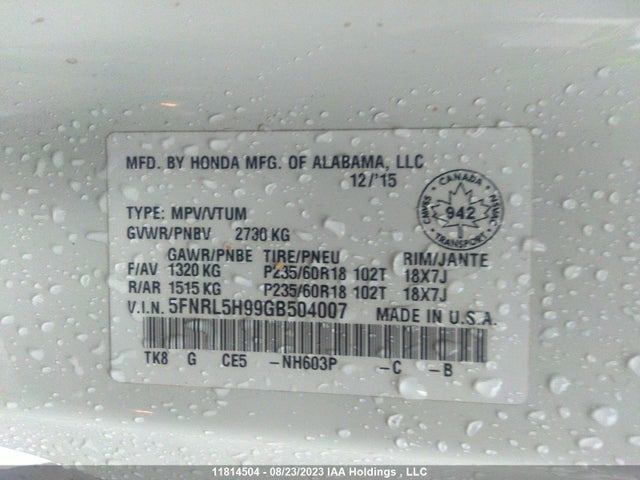 MFD. BY HONDA MFG. OF ALABAMA, LLC
12/'15
TYPE: MPV/VTUM
GVWR/PNBV 2730 KG
GAWR/PNBE TIRE/PNEU RIM/JANTE
F/AV 1320 KG P235/60R18 102T 18X7J
R/AR 1515 KG P235/60R18 102T 18X7J
V.I.N. 5FNRL5H99GB504007 MADE IN U.S.A.
TK8 G CE5 -NH603P -C -B
CANADA
CMVSS 942 NSVAC
TRANSPORT
11814504 - 08/23/2023 IAA Holdings , LLC